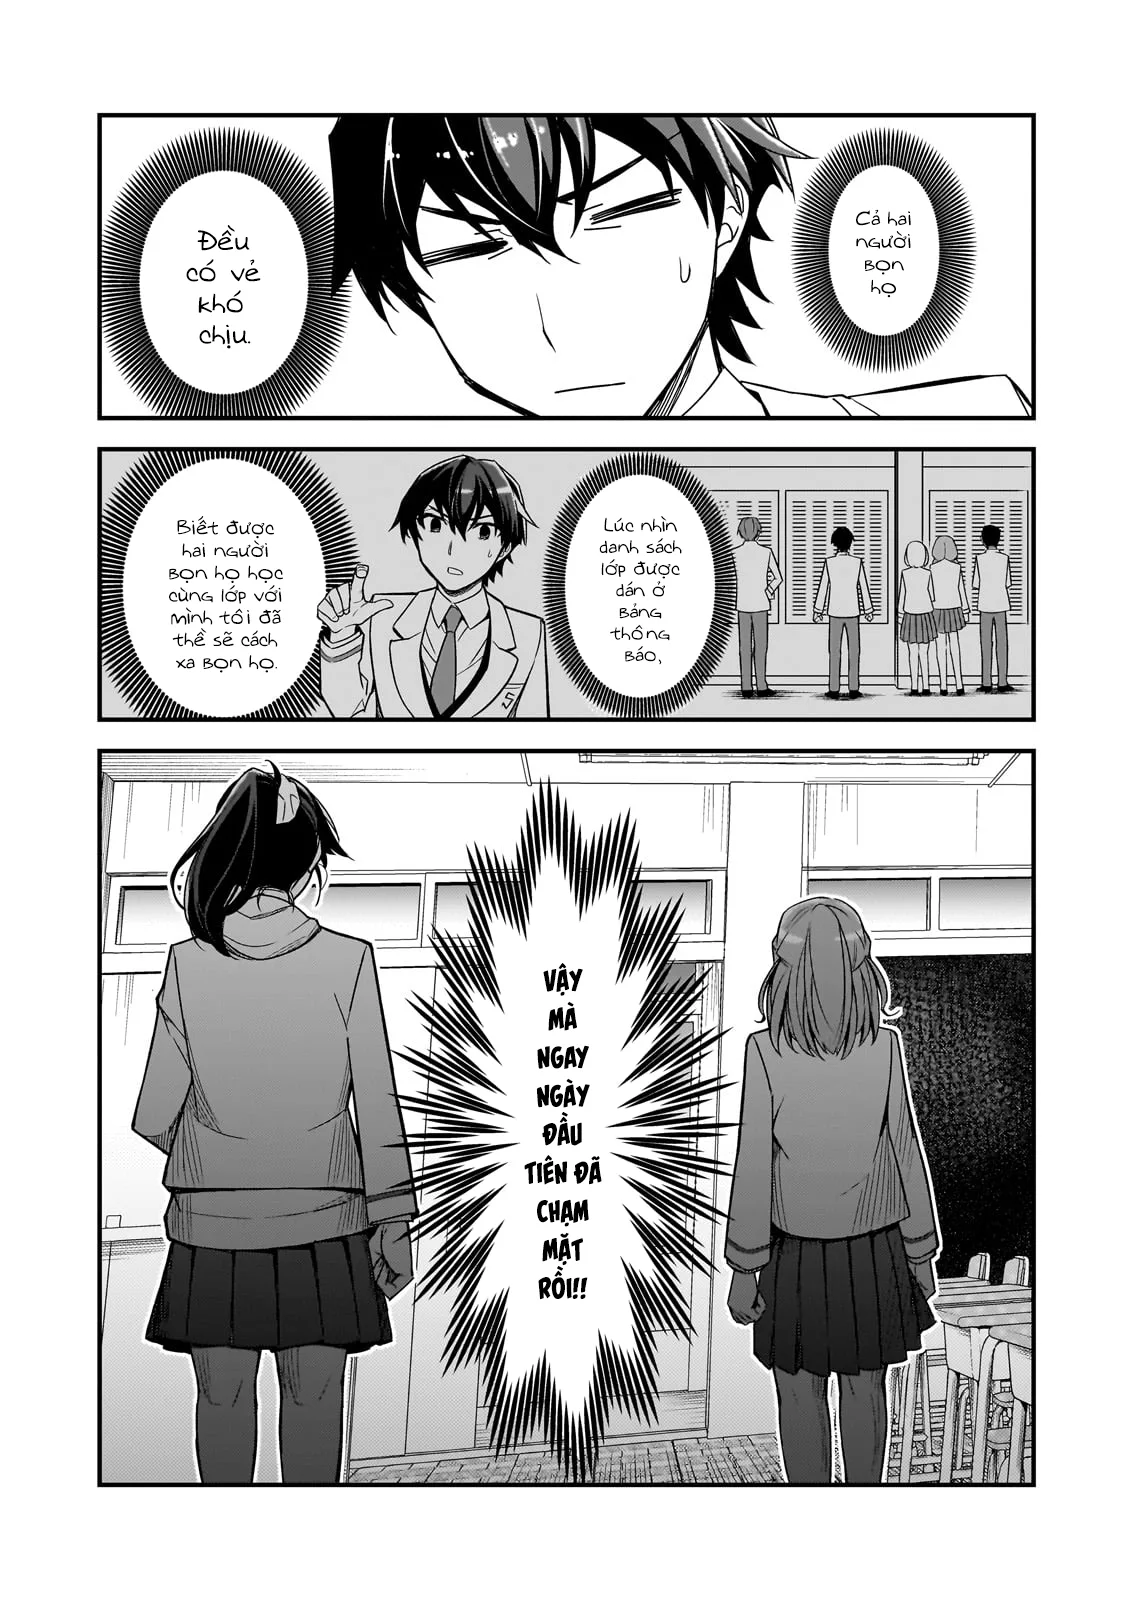 Cả hai
người
bọn
họ
Đều
có vẻ
khó
chịu.
Lúc nhìn
danh sách
lớp được
dán ở
bảng
thông
báo,
Biết được
hai người
bọn họ học
cùng lớp với
mình tôi đã
thề sẽ cách
xa bọn họ.
VẬY
MÀ
NGAY
NGÀY
ĐẦU
TIÊN ĐÃ
CHẠM
MẶT
RỒI!!